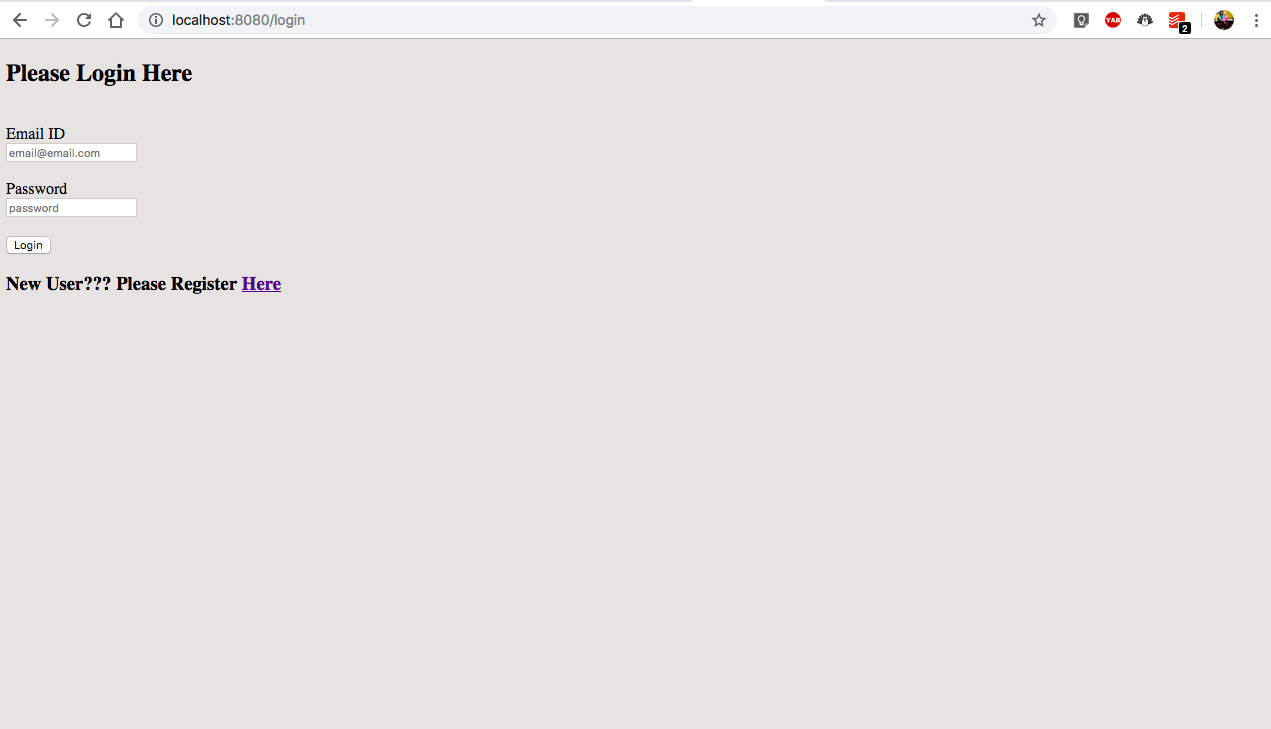 localhost:8080/login
YAB
2
Please Login Here
Email ID
email@email.com
Password
password
Login
New User??? Please Register Here